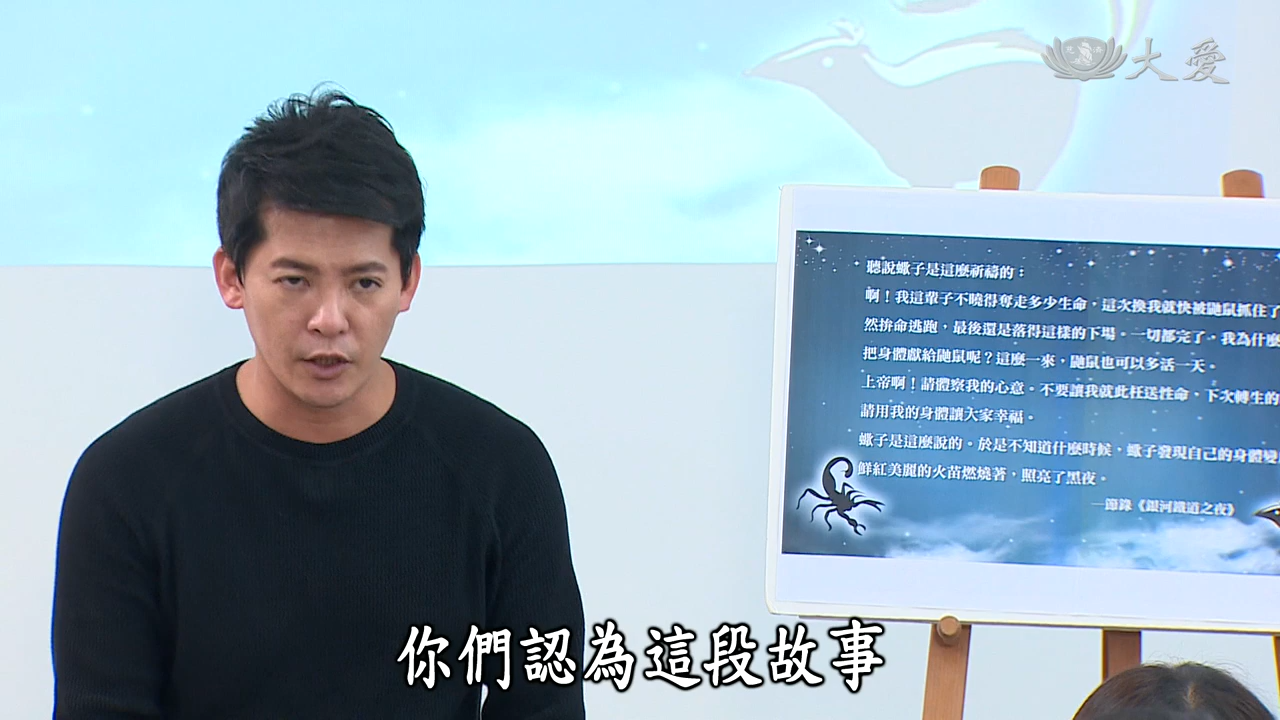 大愛
聽說蠍子是這麼祈禱的：
啊！我這輩子不曉得奪走多少生命，這次換我就快被鼬鼠抓住了
然拚命逃跑，最後還是落得這樣的下場。一切都完了，我為什麼
把身體獻給鼬鼠呢？這麼一來，鼬鼠也可以多活一天。
上帝啊！請體察我的心意。不要讓我就此枉送性命，下次轉生的
請用我的身體讓大家幸福。
蠍子是這麼說的。於是不知道什麼時候，蠍子發現自己的身體變
鮮紅美麗的火苗燃燒著，照亮了黑夜。
—節錄《銀河鐵道之夜》
你們認為這段故事